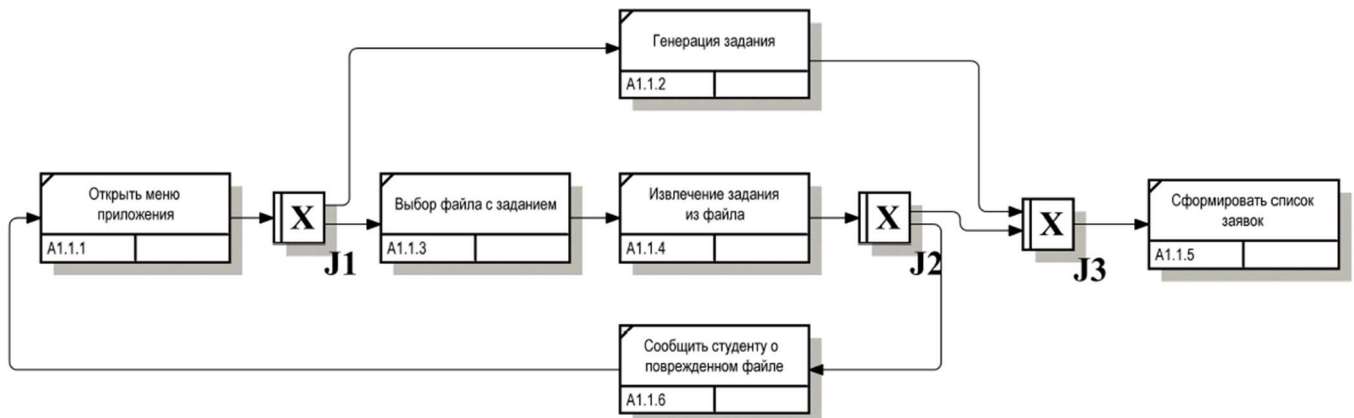 Генерация задания
A1.1.2
Открыть меню
приложения
A1.1.1
X
J1
Выбор файла с заданием
A1.1.3
Извлечение задания
из файла
A1.1.4
X
J2
X
J3
Сформировать список
заявок
A1.1.5
Сообщить студенту о
поврежденном файле
A1.1.6